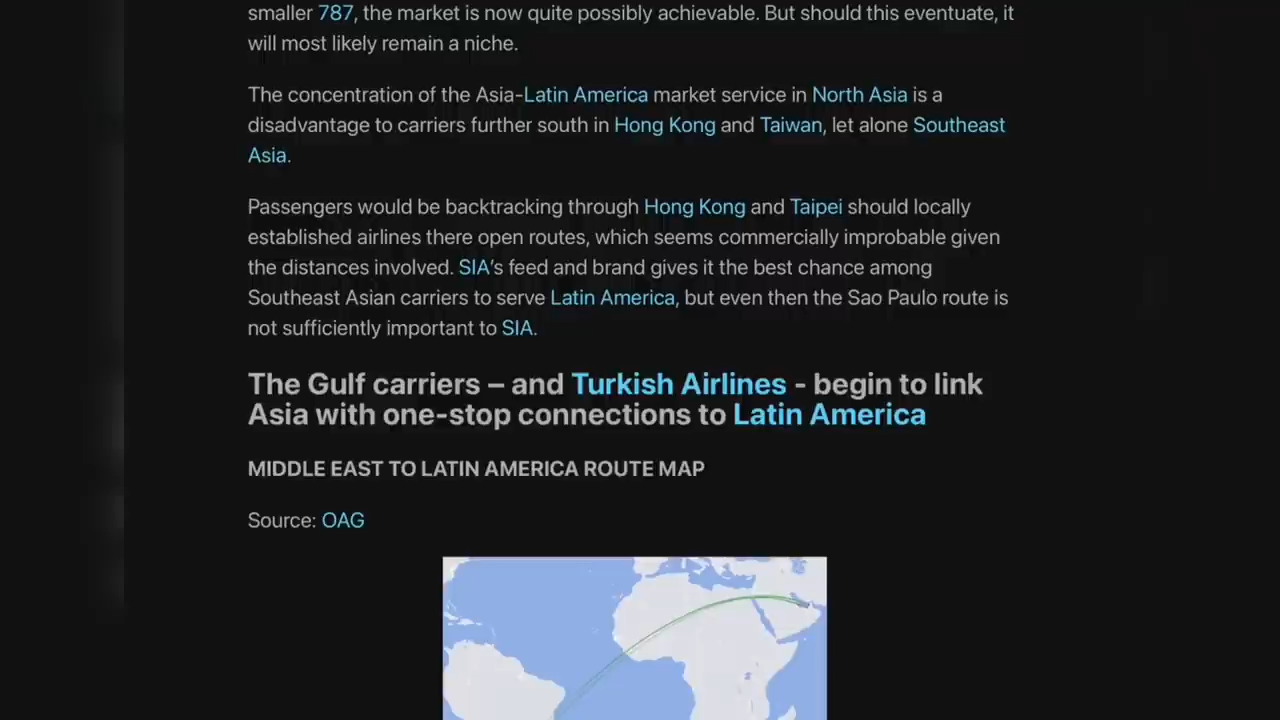 smaller 787, the market is now quite possibly achievable. But should this eventuate, it
will most likely remain a niche.
The concentration of the Asia-Latin America market service in North Asia is a
disadvantage to carriers further south in Hong Kong and Taiwan, let alone Southeast
Asia.
Passengers would be backtracking through Hong Kong and Taipei should locally
established airlines there open routes, which seems commercially improbable given
the distances involved. SIA's feed and brand gives it the best chance among
Southeast Asian carriers to serve Latin America, but even then the Sao Paulo route is
not sufficiently important to SIA.
The Gulf carriers – and Turkish Airlines - begin to link
Asia with one-stop connections to Latin America
MIDDLE EAST TO LATIN AMERICA ROUTE MAP
Source: OAG